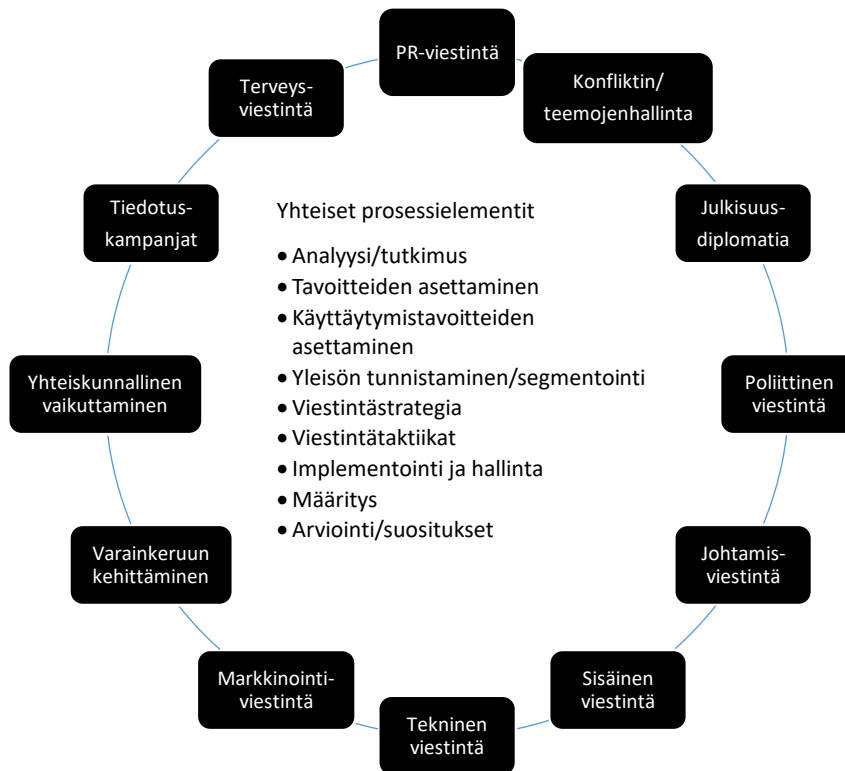 PR-viestintä
Konfliktin/
teemojenhallinta
Julkisuus-
diplomatia
Poliittinen
viestintä
Johtamis-
viestintä
Sisäinen
viestintä
Tekninen
viestintä
Markkinointi-
viestintä
Varainkeruun
kehittäminen
Yhteiskunnallinen
vaikuttaminen
Tiedotus-
kampanjat
Terveys-
viestintä
Yhteiset prosessielementit
• Analyysi/tutkimus
• Tavoitteiden asettaminen
• Käyttäytymistavoitteiden
asettaminen
• Yleisön tunnistaminen/segmentointi
• Viestintästrategia
• Viestintätaktiikat
• Implementointi ja hallinta
• Määritys
• Arviointi/suositukset